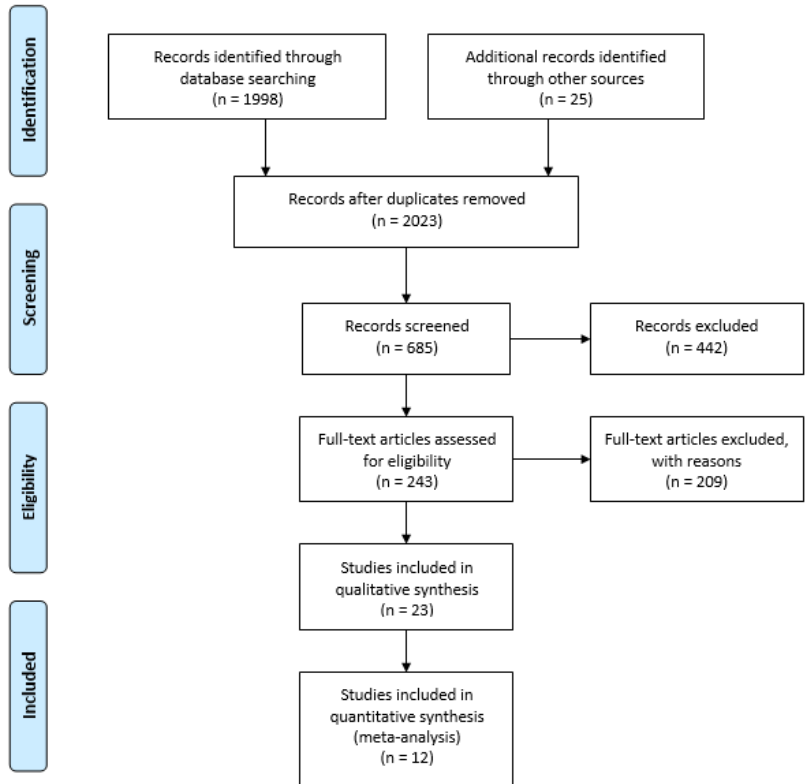 Identification
Records identified through
database searching
(n = 1998)
Additional records identified
through other sources
(n = 25)
Records after duplicates removed
(n = 2023)
Screening
Records screened
(n = 685)
Records excluded
(n = 442)
Eligibility
Full-text articles assessed
for eligibility
(n = 243)
Full-text articles excluded,
with reasons
(n = 209)
Studies included in
qualitative synthesis
(n = 23)
Included
Studies included in
quantitative synthesis
(meta-analysis)
(n = 12)